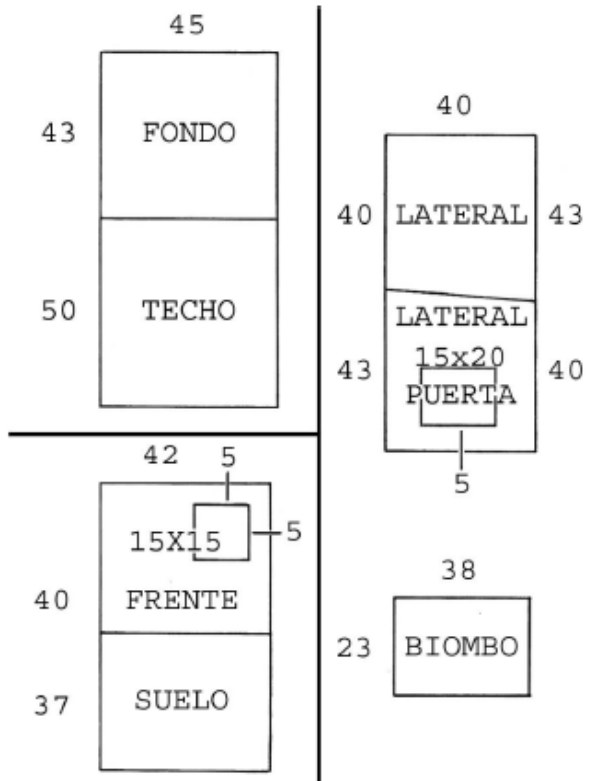 45
43 FONDO
50 TECHO
40
40 LATERAL 43
LATERAL
15x20
43 PUERTA 40
5
42 5
15X15 5
40 FRENTE
37 SUELO
38
23 BIOMBO